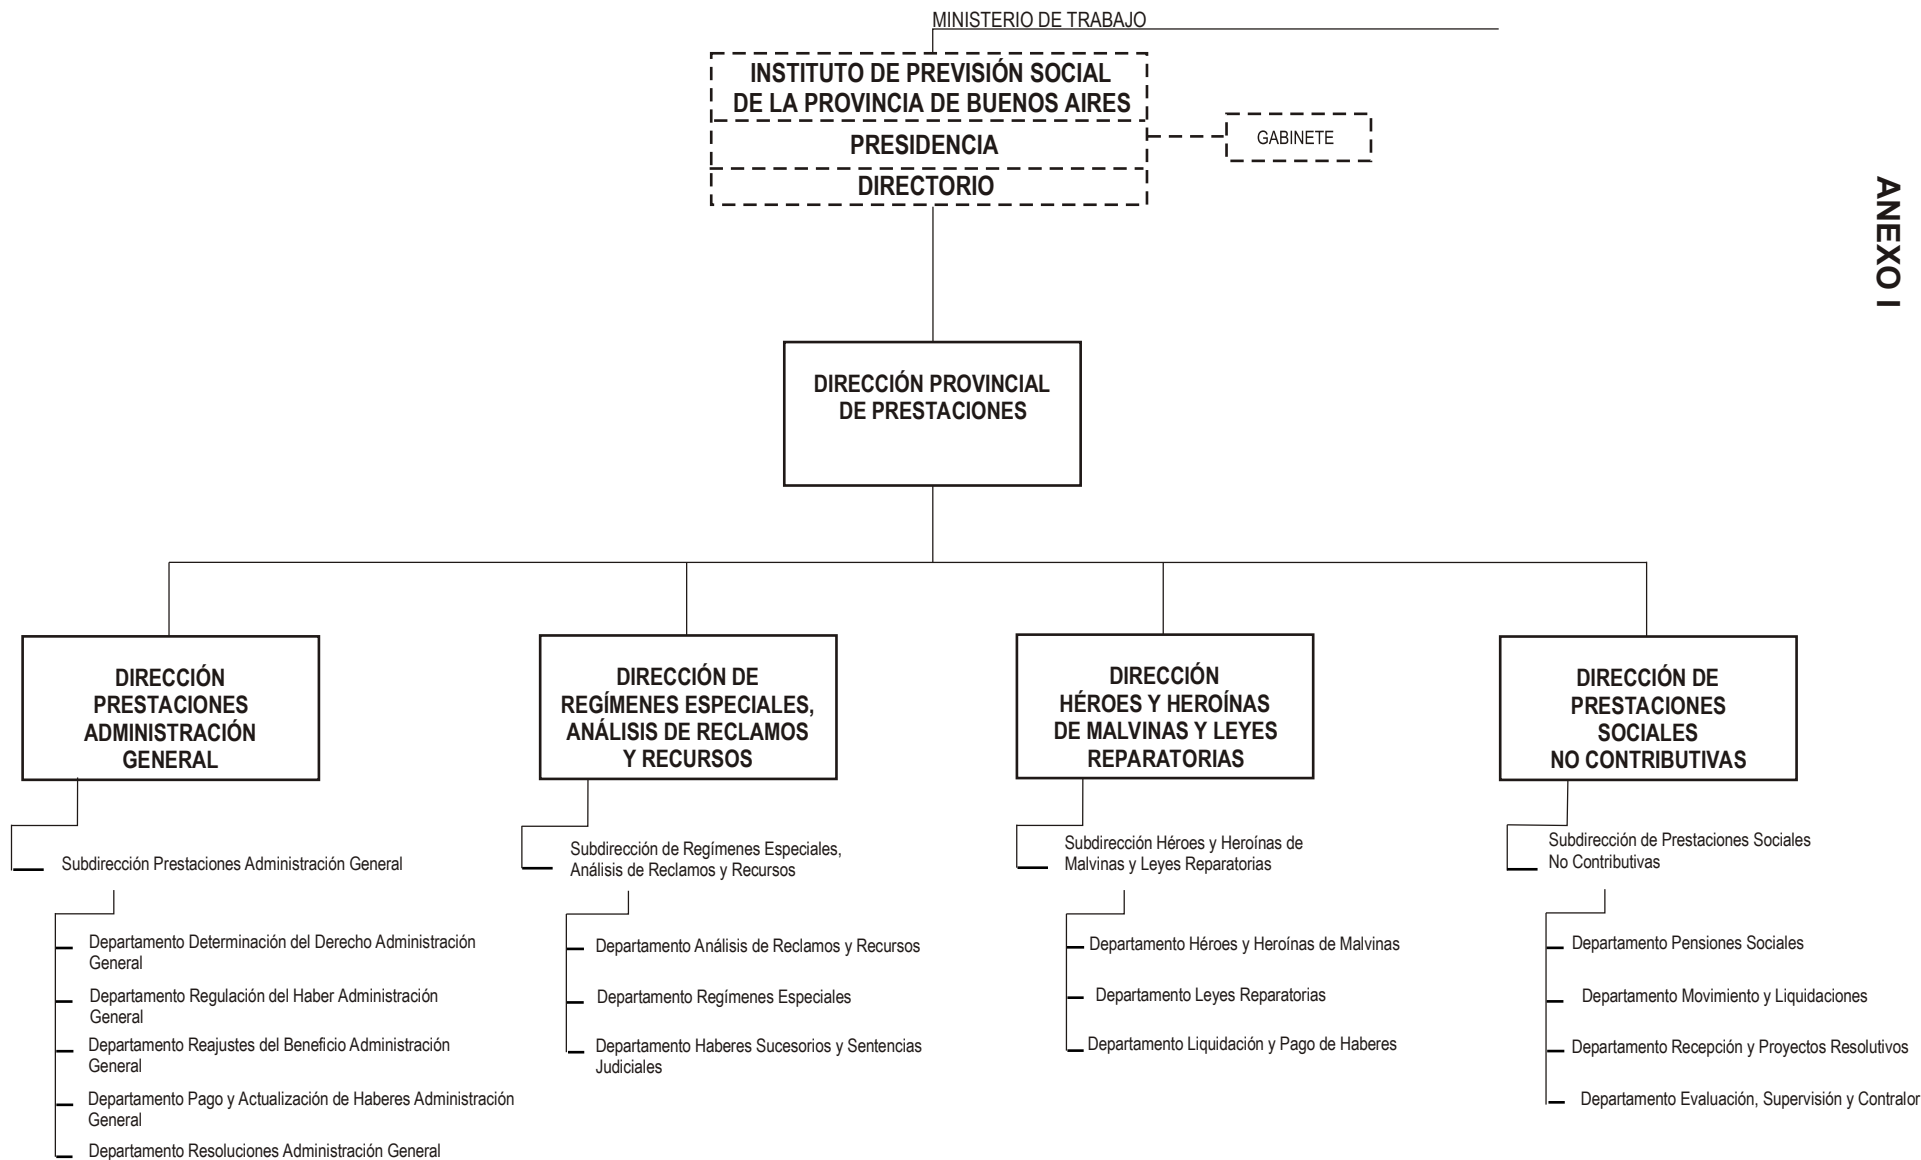 MINISTERIO DE TRABAJO
INSTITUTO DE PREVISIÓN SOCIAL
DE LA PROVINCIA DE BUENOS AIRES
PRESIDENCIA
DIRECTORIO
GABINETE
ANEXO I
DIRECCIÓN PROVINCIAL
DE PRESTACIONES
DIRECCIÓN
PRESTACIONES
ADMINISTRACIÓN
GENERAL
Subdirección Prestaciones Administración General
Departamento Determinación del Derecho Administración
General
Departamento Regulación del Haber Administración
General
Departamento Reajustes del Beneficio Administración
General
Departamento Pago y Actualización de Haberes Administración
General
Departamento Resoluciones Administración General
DIRECCIÓN DE
REGÍMENES ESPECIALES,
ANÁLISIS DE RECLAMOS
Y RECURSOS
Subdirección de Regímenes Especiales,
Análisis de Reclamos y Recursos
Departamento Análisis de Reclamos y Recursos
Departamento Regímenes Especiales
Departamento Haberes Sucesorios y Sentencias
Judiciales
DIRECCIÓN
HÉROES Y HEROÍNAS
DE MALVINAS Y LEYES
REPARATORIAS
Subdirección Héroes y Heroínas de
Malvinas y Leyes Reparatorias
Departamento Héroes y Heroínas de Malvinas
Departamento Leyes Reparatorias
Departamento Liquidación y Pago de Haberes
DIRECCIÓN DE
PRESTACIONES
SOCIALES
NO CONTRIBUTIVAS
Subdirección de Prestaciones Sociales
No Contributivas
Departamento Pensiones Sociales
Departamento Movimiento y Liquidaciones
Departamento Recepción y Proyectos Resolutivos
Departamento Evaluación, Supervisión y Contralor